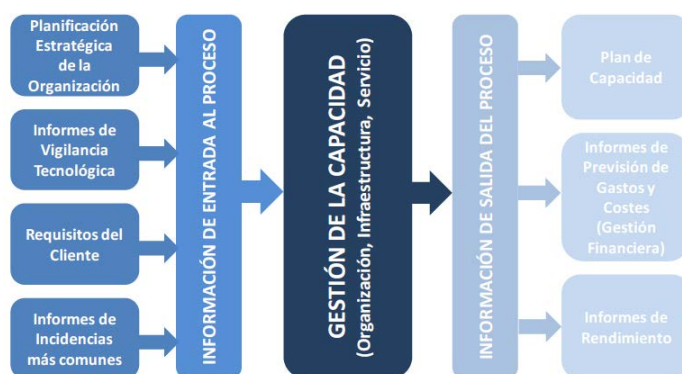 Planificación
Estratégica
de la
Organización
Informes de
Vigilancia
Tecnológica
Requisitos del
Cliente
Informes de
Incidencias
más comunes
INFORMACIÓN DE ENTRADA AL PROCESO
GESTIÓN DE LA CAPACIDAD
(Organización, Infraestructura, Servicio)
INFORMACIÓN DE SALIDA DEL PROCESO
Plan de
Capacidad
Informes de
Previsión de
Gastos y
Costes
(Gestión
Financiera)
Informes de
Rendimiento